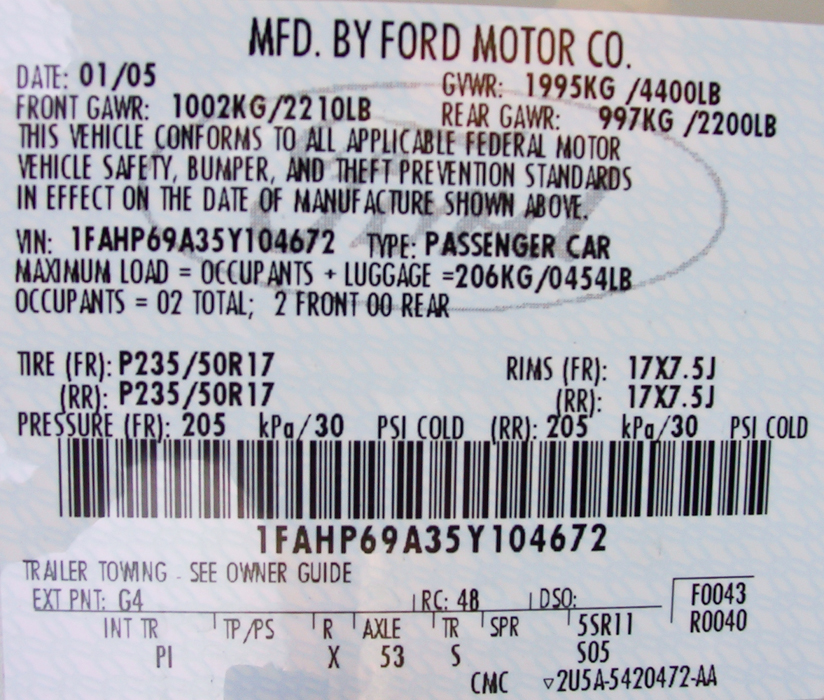 MFD. BY FORD MOTOR CO.
DATE: 01/05 GVWR: 1995KG /4400LB
FRONT GAWR: 1002KG/2210LB REAR GAWR: 997KG /2200LB
THIS VEHICLE CONFORMS TO ALL APPLICABLE FEDERAL MOTOR
VEHICLE SAFETY, BUMPER, AND THEFT PREVENTION STANDARDS
IN EFFECT ON THE DATE OF MANUFACTURE SHOWN ABOVE.
VIN: 1FAHP69A35Y104672 TYPE: PASSENGER CAR
MAXIMUM LOAD = OCCUPANTS + LUGGAGE =206KG/0454LB
OCCUPANTS = 02 TOTAL; 2 FRONT 00 REAR
TIRE (FR): P235/50R17 RIMS (FR): 17X7.5J
(RR): P235/50R17 (RR): 17X7.5J
PRESSURE (FR): 205 kPa/30 PSI COLD (RR): 205 kPa/30 PSI COLD
1FAHP69A35Y104672
TRAILER TOWING - SEE OWNER GUIDE
EXT PNT: G4 RC: 48 DSO: F0043
INT TR TP/PS R AXLE TR SPR 5SR11 R0040
PI X 53 S S05
CMC ▽2U5A-5420472-AA